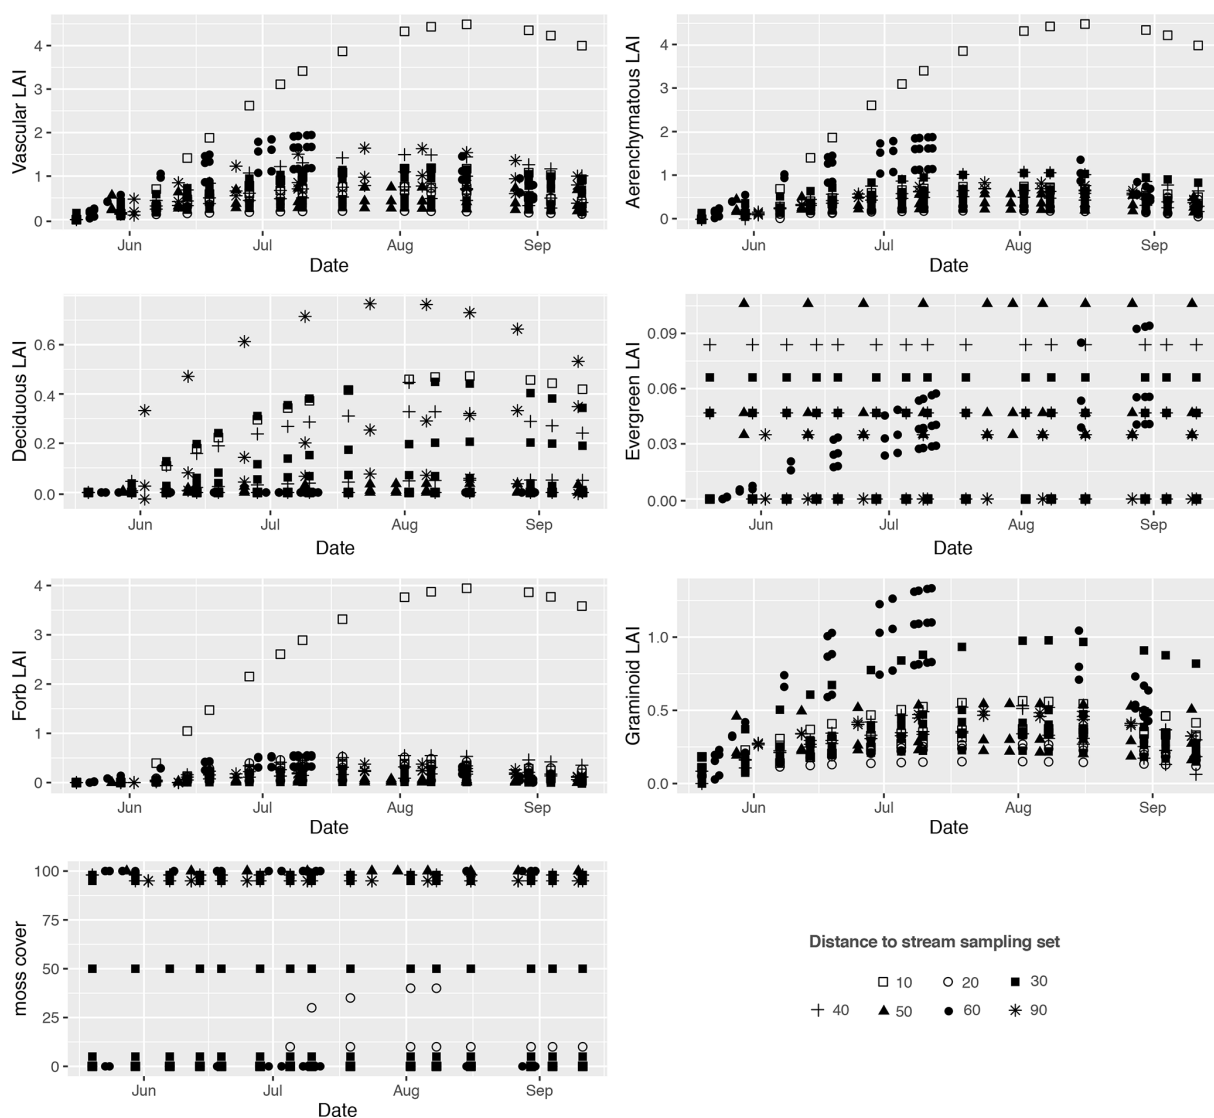 Vascular LAI
4
3
2
1
0
Jun Jul Aug Sep
Date
Aerenchymatous LAI
4
3
2
1
0
Jun Jul Aug Sep
Date
Deciduous LAI
0.6
0.4
0.2
0.0
Jun Jul Aug Sep
Date
Evergreen LAI
0.09
0.06
0.03
0.00
Jun Jul Aug Sep
Date
Forb LAI
4
3
2
1
0
Jun Jul Aug Sep
Date
Graminoid LAI
1.0
0.5
0.0
Jun Jul Aug Sep
Date
moss cover
100
75
50
25
0
Jun Jul Aug Sep
Date
Distance to stream sampling set
10 20 30
40 50 60 90